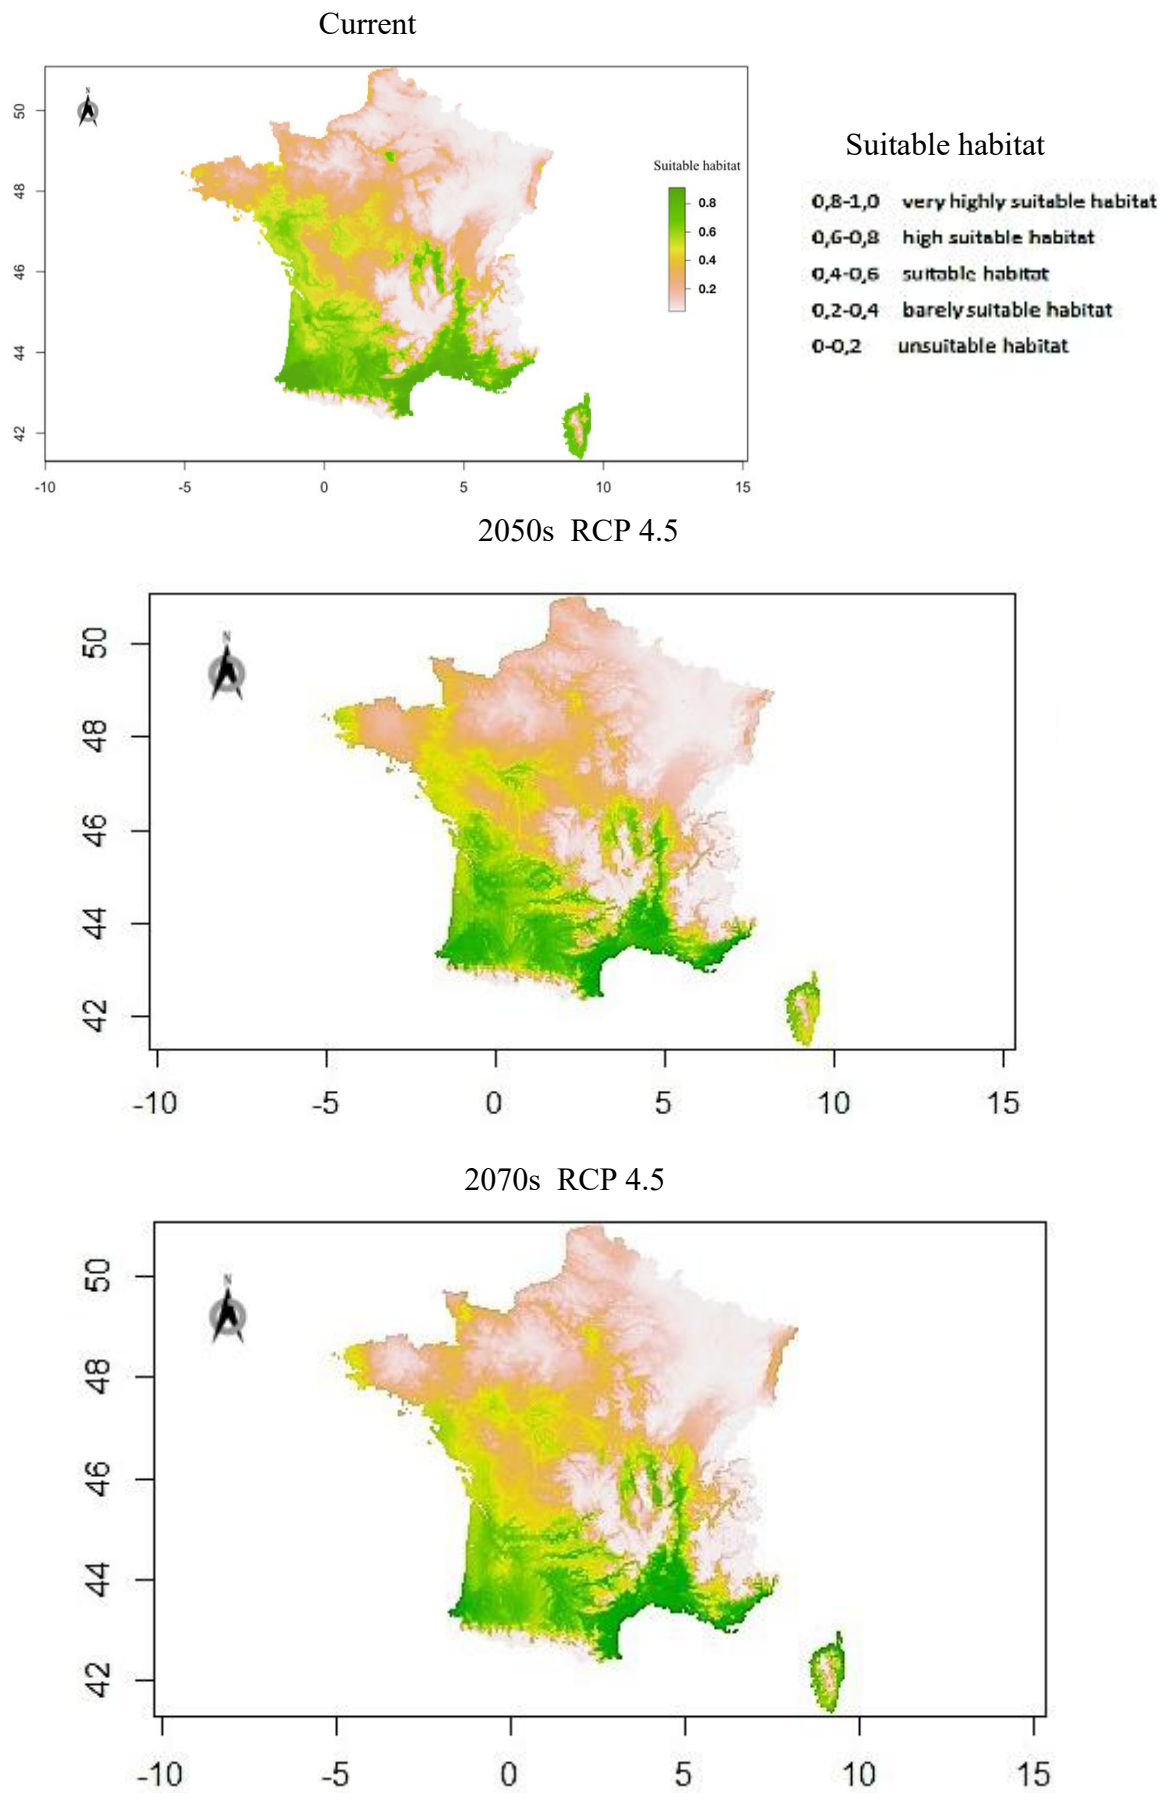 Current
N
50
48
46
44
42
-10 -5 0 5 10 15
Suitable habitat
0.8
0.6
0.4
0.2
Suitable habitat
0,8-1,0 very highly suitable habitat
0,6-0,8 high suitable habitat
0,4-0,6 suitable habitat
0,2-0,4 barely suitable habitat
0-0,2 unsuitable habitat
2050s RCP 4.5
N
50
48
46
44
42
-10 -5 0 5 10 15
2070s RCP 4.5
N
50
48
46
44
42
-10 -5 0 5 10 15